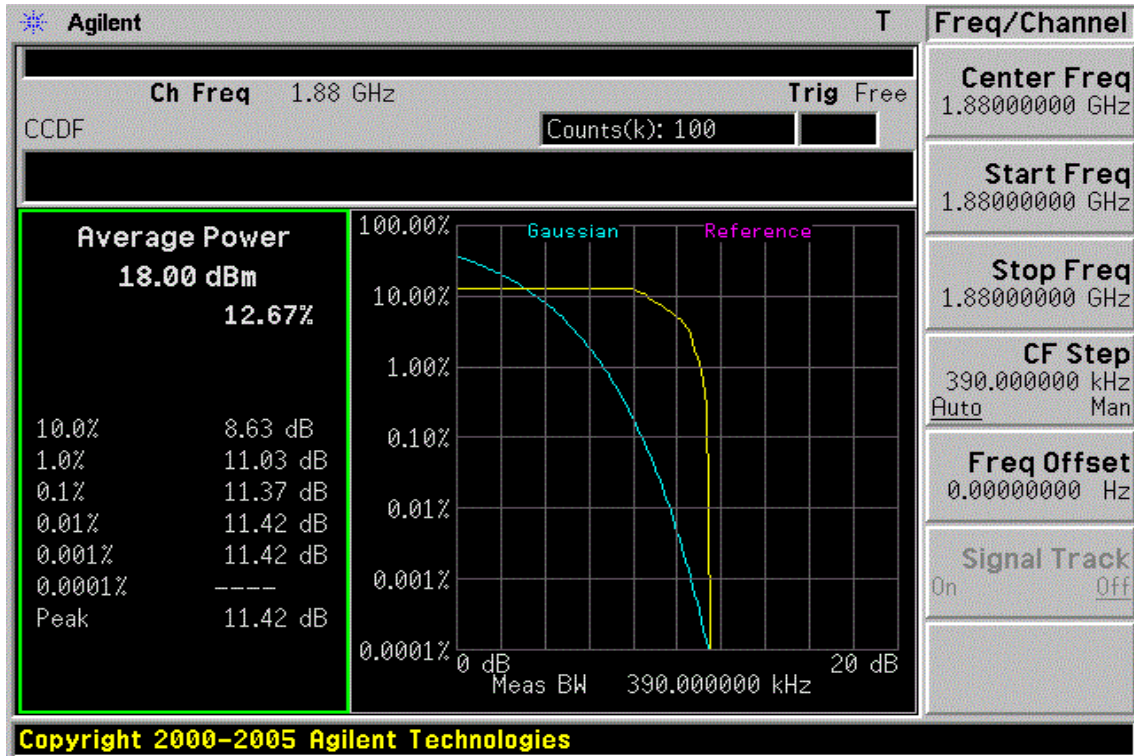 Agilent T Freq/Channel
Ch Freq 1.88 GHz Trig Free
CCDF Counts(k): 100
Center Freq
1.88000000 GHz
Start Freq
1.88000000 GHz
Stop Freq
1.88000000 GHz
CF Step
390.000000 kHz
Auto Man
Freq Offset
0.00000000 Hz
Signal Track
On Off
Average Power
18.00 dBm
12.67%
10.0% 8.63 dB
1.0% 11.03 dB
0.1% 11.37 dB
0.01% 11.42 dB
0.001% 11.42 dB
0.0001% ----
Peak 11.42 dB
Gaussian Reference
100.00%
10.00%
1.00%
0.10%
0.01%
0.001%
0.0001%
0 dB 20 dB
Meas BW 390.000000 kHz
Copyright 2000-2005 Agilent Technologies